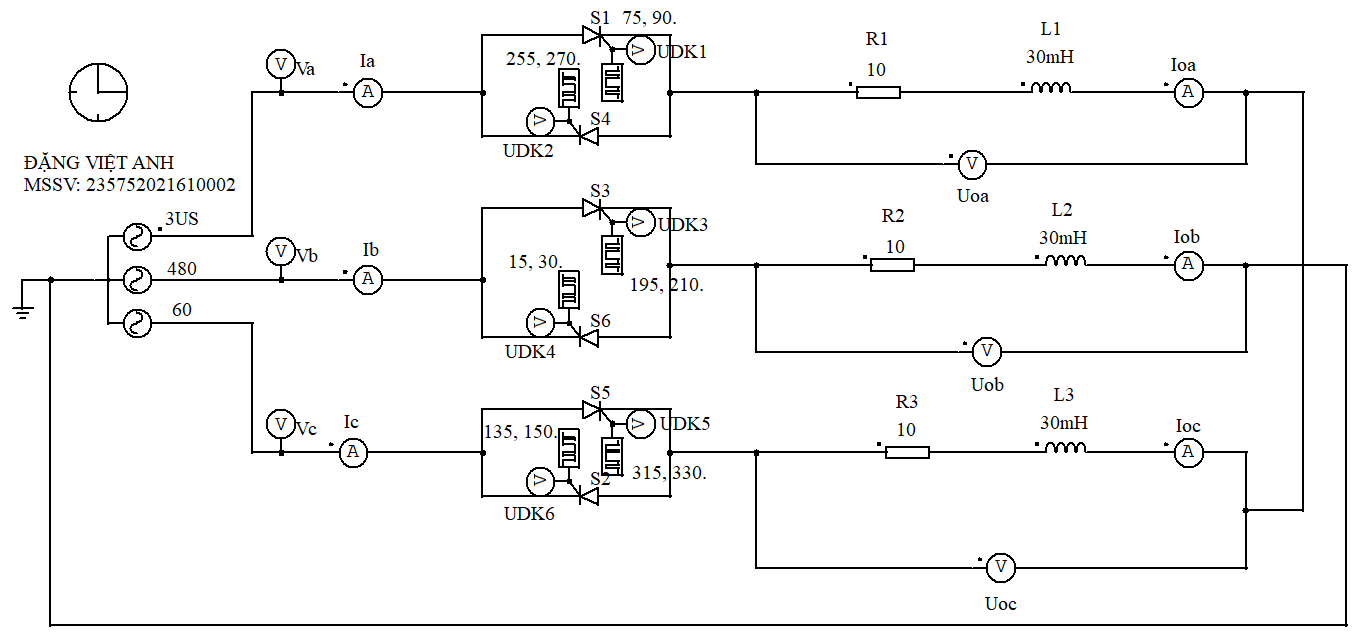 S1 75, 90.
V Va
Ia
A
255, 270.
V UDK1
R1
10
L1
30mH
Ioa
A
V
S4
UDK2
ĐẶNG VIỆT ANH
MSSV: 235752021610002
V
Uoa
3US
480
60
V Vb
Ib
A
S3
V UDK3
15, 30.
195, 210.
V
S6
UDK4
R2
10
L2
30mH
Iob
A
V
Uob
V Vc
Ic
A
S5
V UDK5
135, 150.
S2 315, 330.
V
UDK6
R3
10
L3
30mH
Ioc
A
V
Uoc